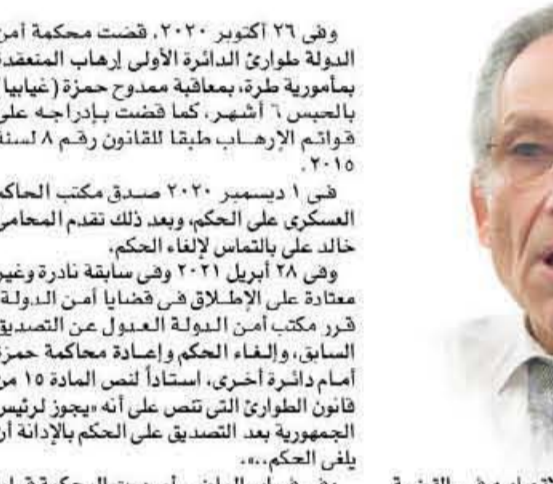 وفى ٢٦ أكتوبر ٢٠٢٠، قضت محكمة أمن
الدولة طوارئ الدائرة الأولى إرهاب المنعقدة
بمأمورية طرة، بمعاقبة ممدوح حمزة (غيابيا)
بالحبس ٦ أشهر، كما قضت بإدراجه على
قوائم الإرهاب طبقا للقانون رقم ٨ لسنة
٢٠١٥.
فى ١ ديسمبر ٢٠٢٠ صدق مكتب الحاكم
العسكرى على الحكم، وبعد ذلك تقدم المحامى
خالد على بالتماس لإلغاء الحكم.
وفى ٢٨ أبريل ٢٠٢١ وفى سابقة نادرة وغير
معتادة على الإطلاق فى قضايا أمن الدولة
قرر مكتب أمن الدولة العدول عن التصديق
السابق، وإلغاء الحكم وإعادة محاكمة حمزة
أمام دائرة أخرى، استناداً لنص المادة ١٥ من
قانون الطوارئ التى تنص على أنه «يجوز لرئيس
الجمهورية بعد التصديق على الحكم بالإدانة أن
يلغى الحكم..».